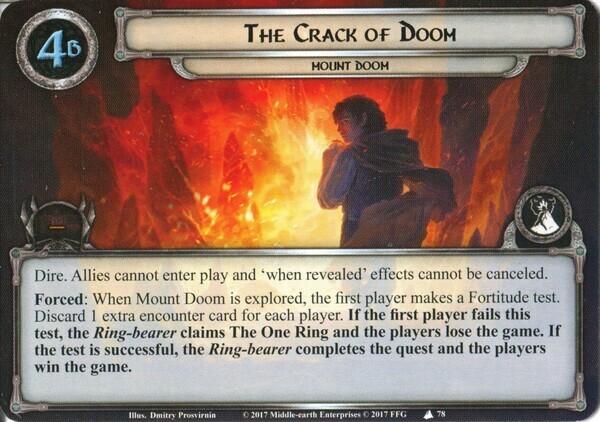 4B
THE CRACK OF DOOM
MOUNT DOOM
–
Dire. Allies cannot enter play and ‘when revealed’ effects cannot be canceled.
Forced: When Mount Doom is explored, the first player makes a Fortitude test.
Discard 1 extra encounter card for each player. If the first player fails this
test, the Ring-bearer claims The One Ring and the players lose the game. If
the test is successful, the Ring-bearer completes the quest and the players
win the game.
Illus. Dmitry Prosvirnin © 2017 Middle-earth Enterprises © 2017 FFG 78